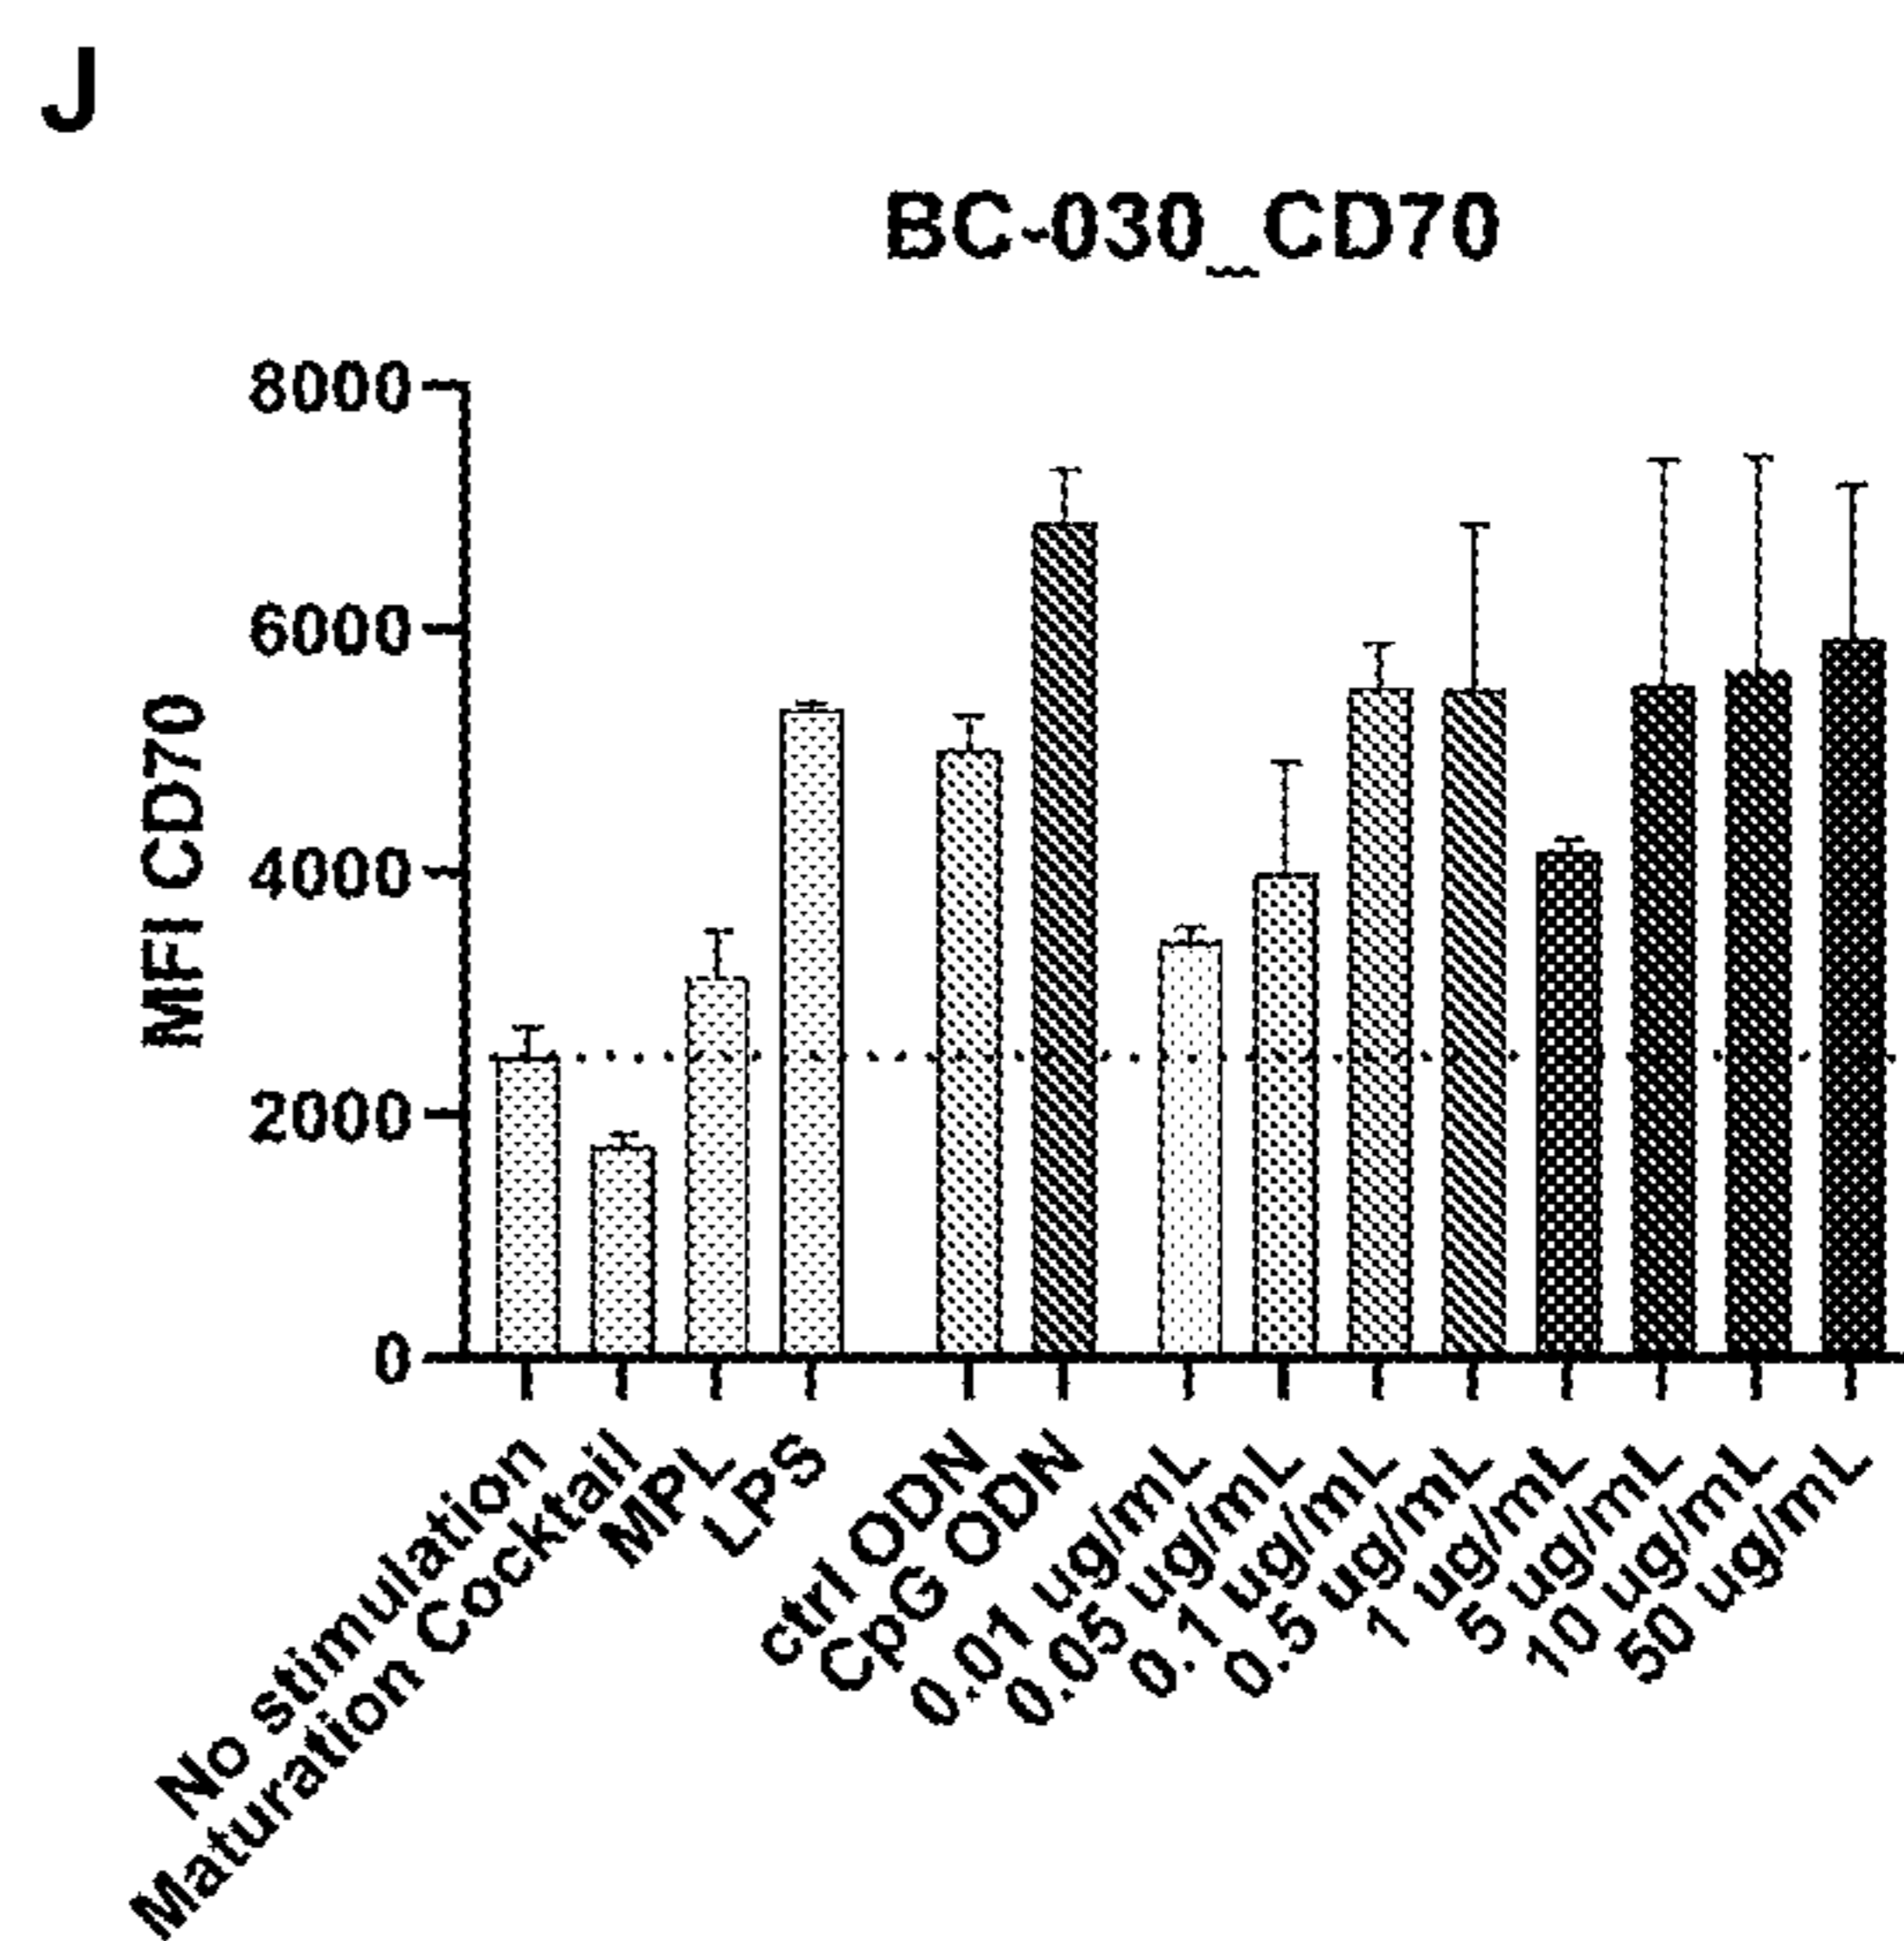 J
BC-030_CD70
8000
6000
4000
2000
0
MFI CD70
No stimulation
Maturation Cocktail
MPL
LPS
ctrl ODN
CpG ODN
0.01 ug/mL
0.05 ug/mL
0.1 ug/mL
0.5 ug/mL
1 ug/mL
5 ug/mL
10 ug/mL
50 ug/mL